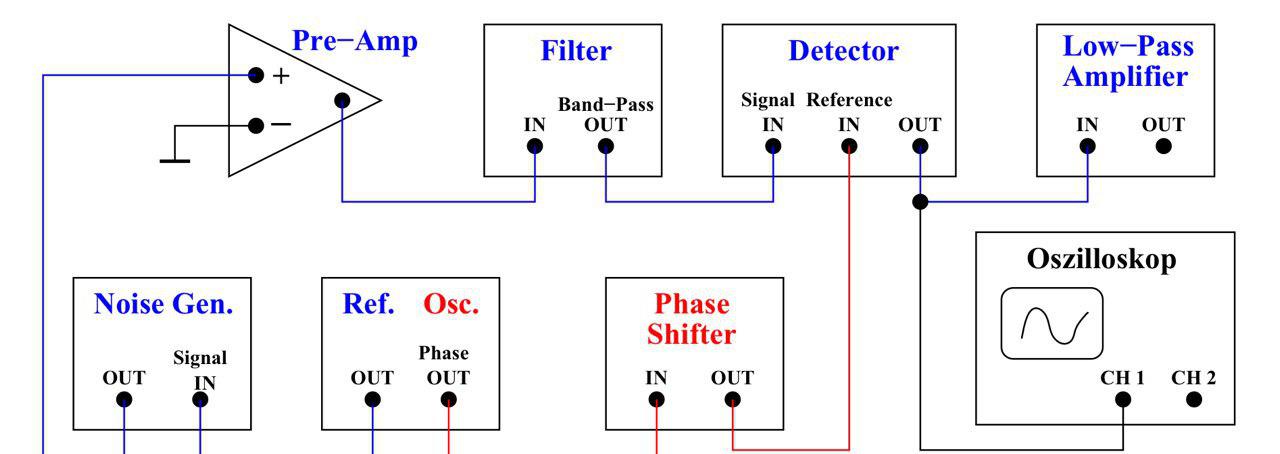 Pre−Amp
+
−
Filter
Band−Pass
IN OUT
Detector
Signal Reference
IN IN OUT
Low−Pass
Amplifier
IN OUT
Noise Gen.
Signal
OUT IN
Ref. Osc.
Phase
OUT OUT
Phase
Shifter
IN OUT
Oszilloskop
CH 1 CH 2